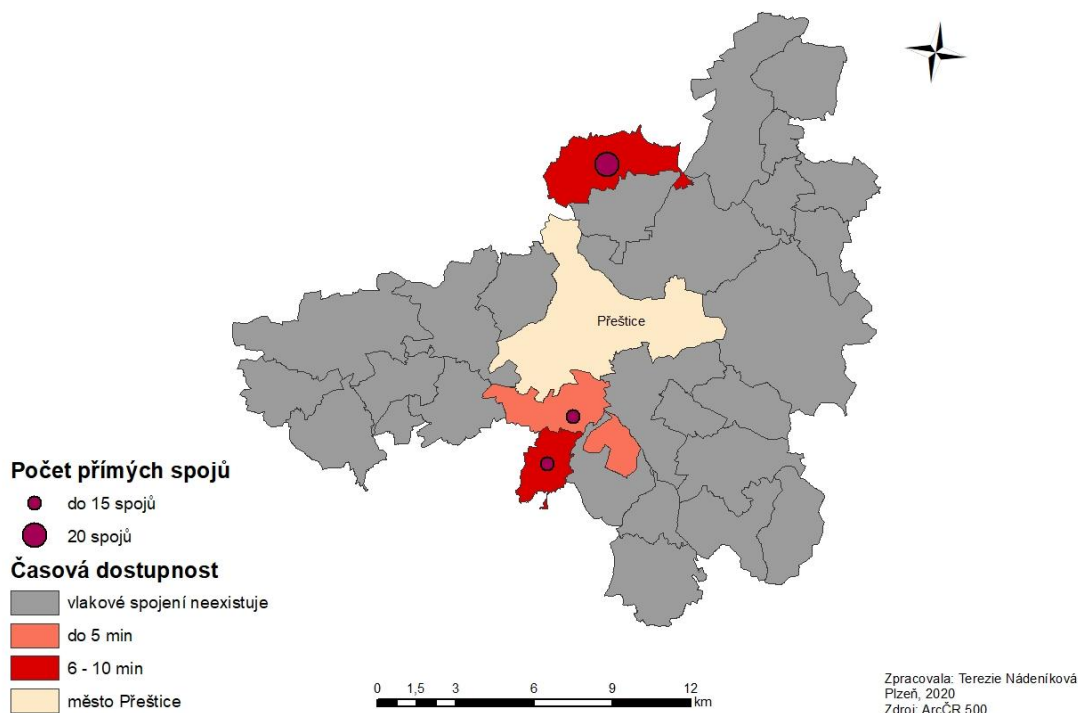 Přeštice
Počet přímých spojů
do 15 spojů
20 spojů
Časová dostupnost
vlakové spojení neexistuje
do 5 min
6 - 10 min
město Přeštice
0 1,5 3 6 9 12
km
Zpracovala: Terezie Nádeníková
Plzeň, 2020
Zdroj: ArcČR 500